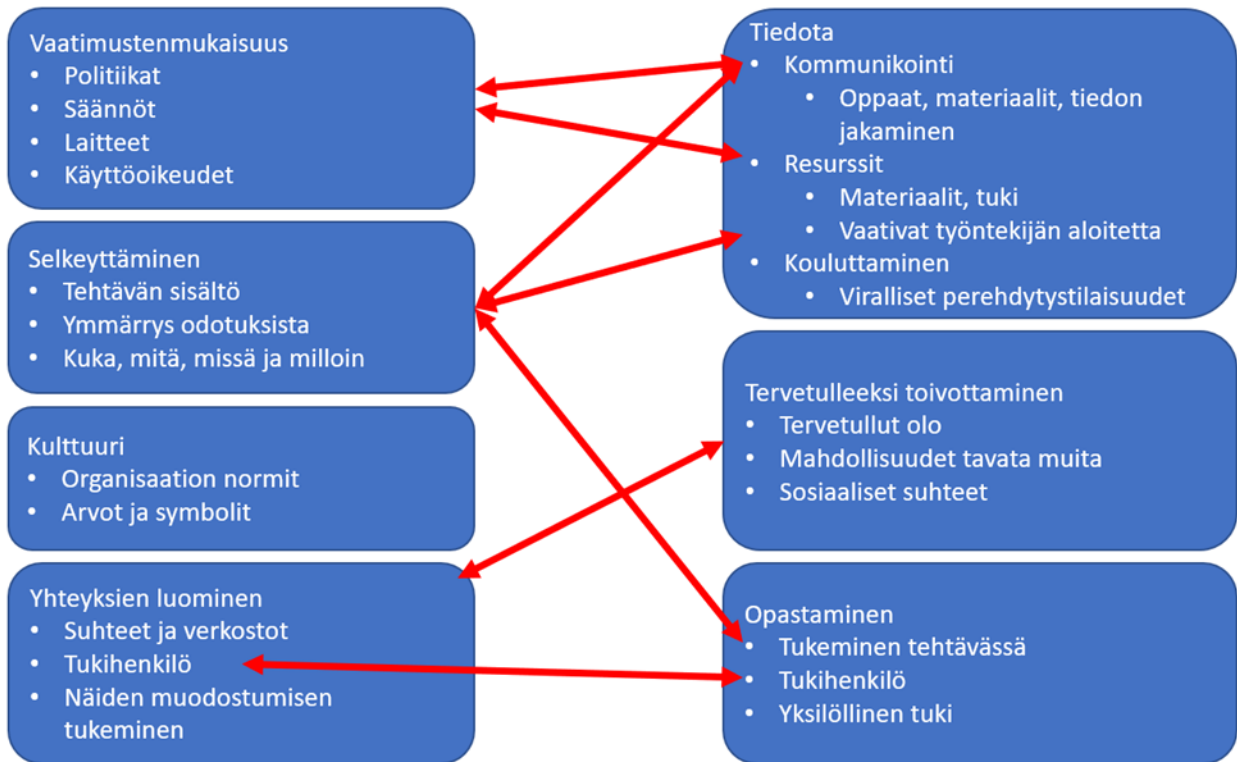 Vaatimustenmukaisuus
• Politiikat
• Säännöt
• Laitteet
• Käyttöoikeudet
Selkeyttäminen
• Tehtävän sisältö
• Ymmärrys odotuksista
• Kuka, mitä, missä ja milloin
Kulttuuri
• Organisaation normit
• Arvot ja symbolit
Yhteyksien luominen
• Suhteet ja verkostot
• Tukihenkilö
• Näiden muodostumisen
tukeminen
Tiedota
• Kommunikointi
• Oppaat, materiaalit, tiedon
jakaminen
• Resurssit
• Materiaalit, tuki
• Vaativat työntekijän aloitetta
• Kouluttaminen
• Viralliset perehdytystilaisuudet
Tervetulleeksi toivottaminen
• Tervetullut olo
• Mahdollisuudet tavata muita
• Sosiaaliset suhteet
Opastaminen
• Tukeminen tehtävässä
• Tukihenkilö
• Yksilöllinen tuki